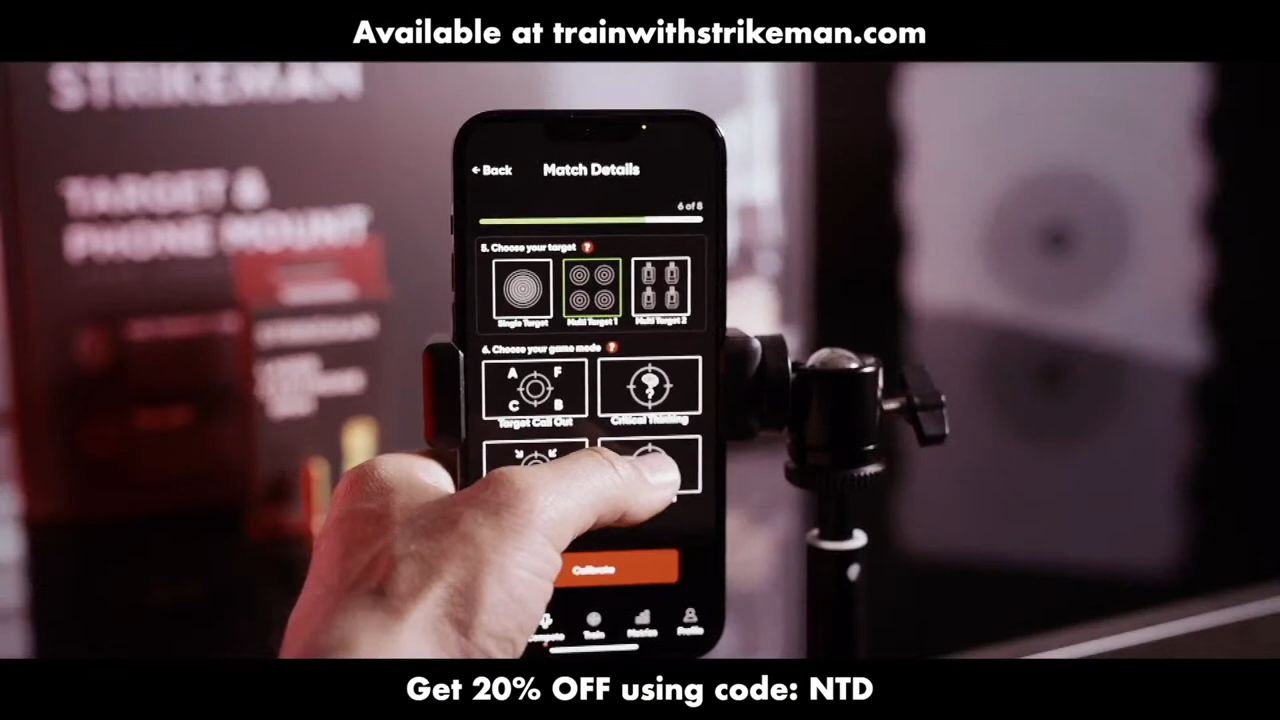 Available at trainwithstrikeman.com
STRIKEMAN
TARGET &
PHONE MOUNT
← Back
Match Details
6 of 8
5. Choose your target ?
Single Target
Multi Target 1
Multi Target 2
6. Choose your game mode ?
A F
C B
Target Call Out
Critical Thinking
Calibrate
Train
Metrics
Profile
Get 20% OFF using code: NTD